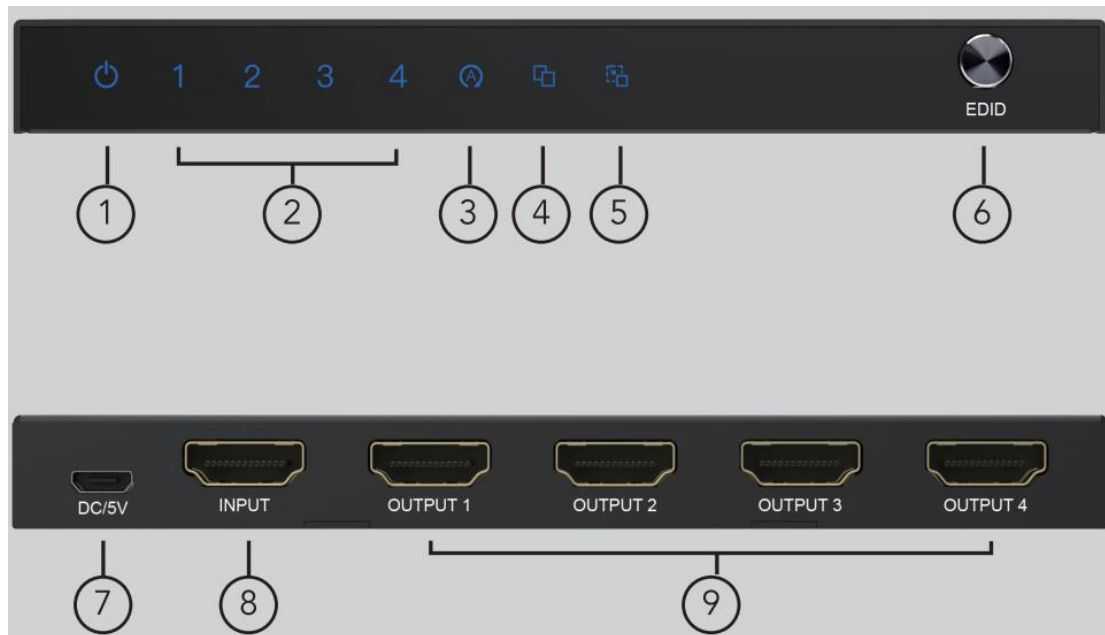 1 2 3 4 A
EDID
1 2 3 4 5 6
DC/5V INPUT OUTPUT 1 OUTPUT 2 OUTPUT 3 OUTPUT 4
7 8 9